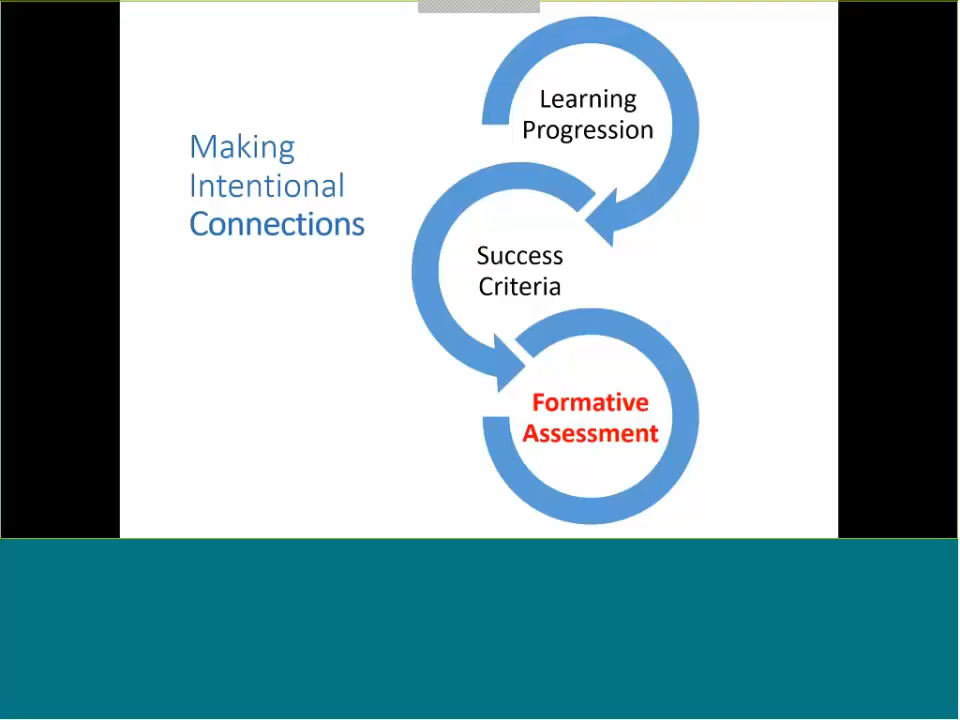 Making
Intentional
Connections
Learning
Progression
Success
Criteria
Formative
Assessment